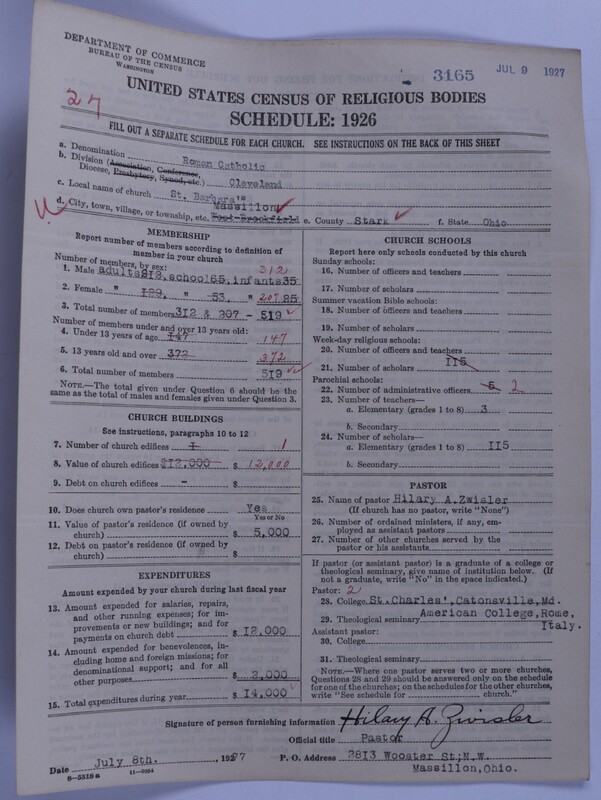 DEPARTMENT OF COMMERCE
BUREAU OF THE CENSUS
WASHINGTON
3165
JUL 9 1927
27
UNITED STATES CENSUS OF RELIGIOUS BODIES
SCHEDULE: 1926
FILL OUT A SEPARATE SCHEDULE FOR EACH CHURCH. SEE INSTRUCTIONS ON THE BACK OF THIS SHEET
a. Denomination Roman Catholic
b. Division (Association, Conference,
Diocese, Presbytery, Synod, etc.) Cleveland
c. Local name of church St. Barbara's
Massillon
d. City, town, village, or township, etc. West Brookfield e. County Stark f. State Ohio
MEMBERSHIP
Report number of members according to definition of
member in your church
Number of members, by sex:
312
1. Male adults 212, school 65, infants 35
2. Female " 129, " 53, " 207 25
3. Total number of members 312 & 207 - 519
Number of members under and over 13 years old:
4. Under 13 years of age 147 147
5. 13 years old and over 372 372
6. Total number of members 519
NOTE.—The total given under Question 6 should be
the same as the total of males and females given under Question 3.
CHURCH BUILDINGS
See instructions, paragraphs 10 to 12
7. Number of church edifices 1 1
8. Value of church edifices $12,000 $ 12,000
9. Debt on church edifices - $
10. Does church own pastor's residence Yes
Yes or No
11. Value of pastor's residence (if owned by
church) $ 5,000
12. Debt on pastor's residence (if owned by
church) $
EXPENDITURES
Amount expended by your church during last fiscal year
13. Amount expended for salaries, repairs,
and other running expenses; for im-
provements or new buildings; and for
payments on church debt $ 12,000
14. Amount expended for benevolences, in-
cluding home and foreign missions; for
denominational support; and for all
other purposes $ 2,000
15. Total expenditures during year $ 14,000
CHURCH SCHOOLS
Report here only schools conducted by this church
Sunday schools:
16. Number of officers and teachers
17. Number of scholars
Summer vacation Bible schools:
18. Number of officers and teachers
19. Number of scholars
Week-day religious schools:
20. Number of officers and teachers
21. Number of scholars 115
Parochial schools:
22. Number of administrative officers 5 2
23. Number of teachers—
a. Elementary (grades 1 to 8) 3
b. Secondary
24. Number of scholars—
a. Elementary (grades 1 to 8) 115
b. Secondary
PASTOR
25. Name of pastor Hilary A. Zwisler
(If church has no pastor, write "None")
26. Number of ordained ministers, if any, em-
ployed as assistant pastors
27. Number of other churches served by the
pastor or his assistants
If pastor (or assistant pastor) is a graduate of a college or
theological seminary, give name of institution below. (If
not a graduate, write "No" in the space indicated.)
Pastor: 2
28. College St. Charles', Catonsville, Md.
29. Theological seminary American College, Rome,
Italy.
Assistant pastor:
30. College
31. Theological seminary
NOTE.—Where one pastor serves two or more churches,
Questions 28 and 29 should be answered only on the schedule
for one of the churches; on the schedules for the other churches,
write "See schedule for church."
Signature of person furnishing information Hilary A. Zwisler
Official title Pastor
Date July 8th. 1927 P. O. Address 2813 Wooster St; N.W.
8-5318 a 11-9994 Massillon, Ohio.